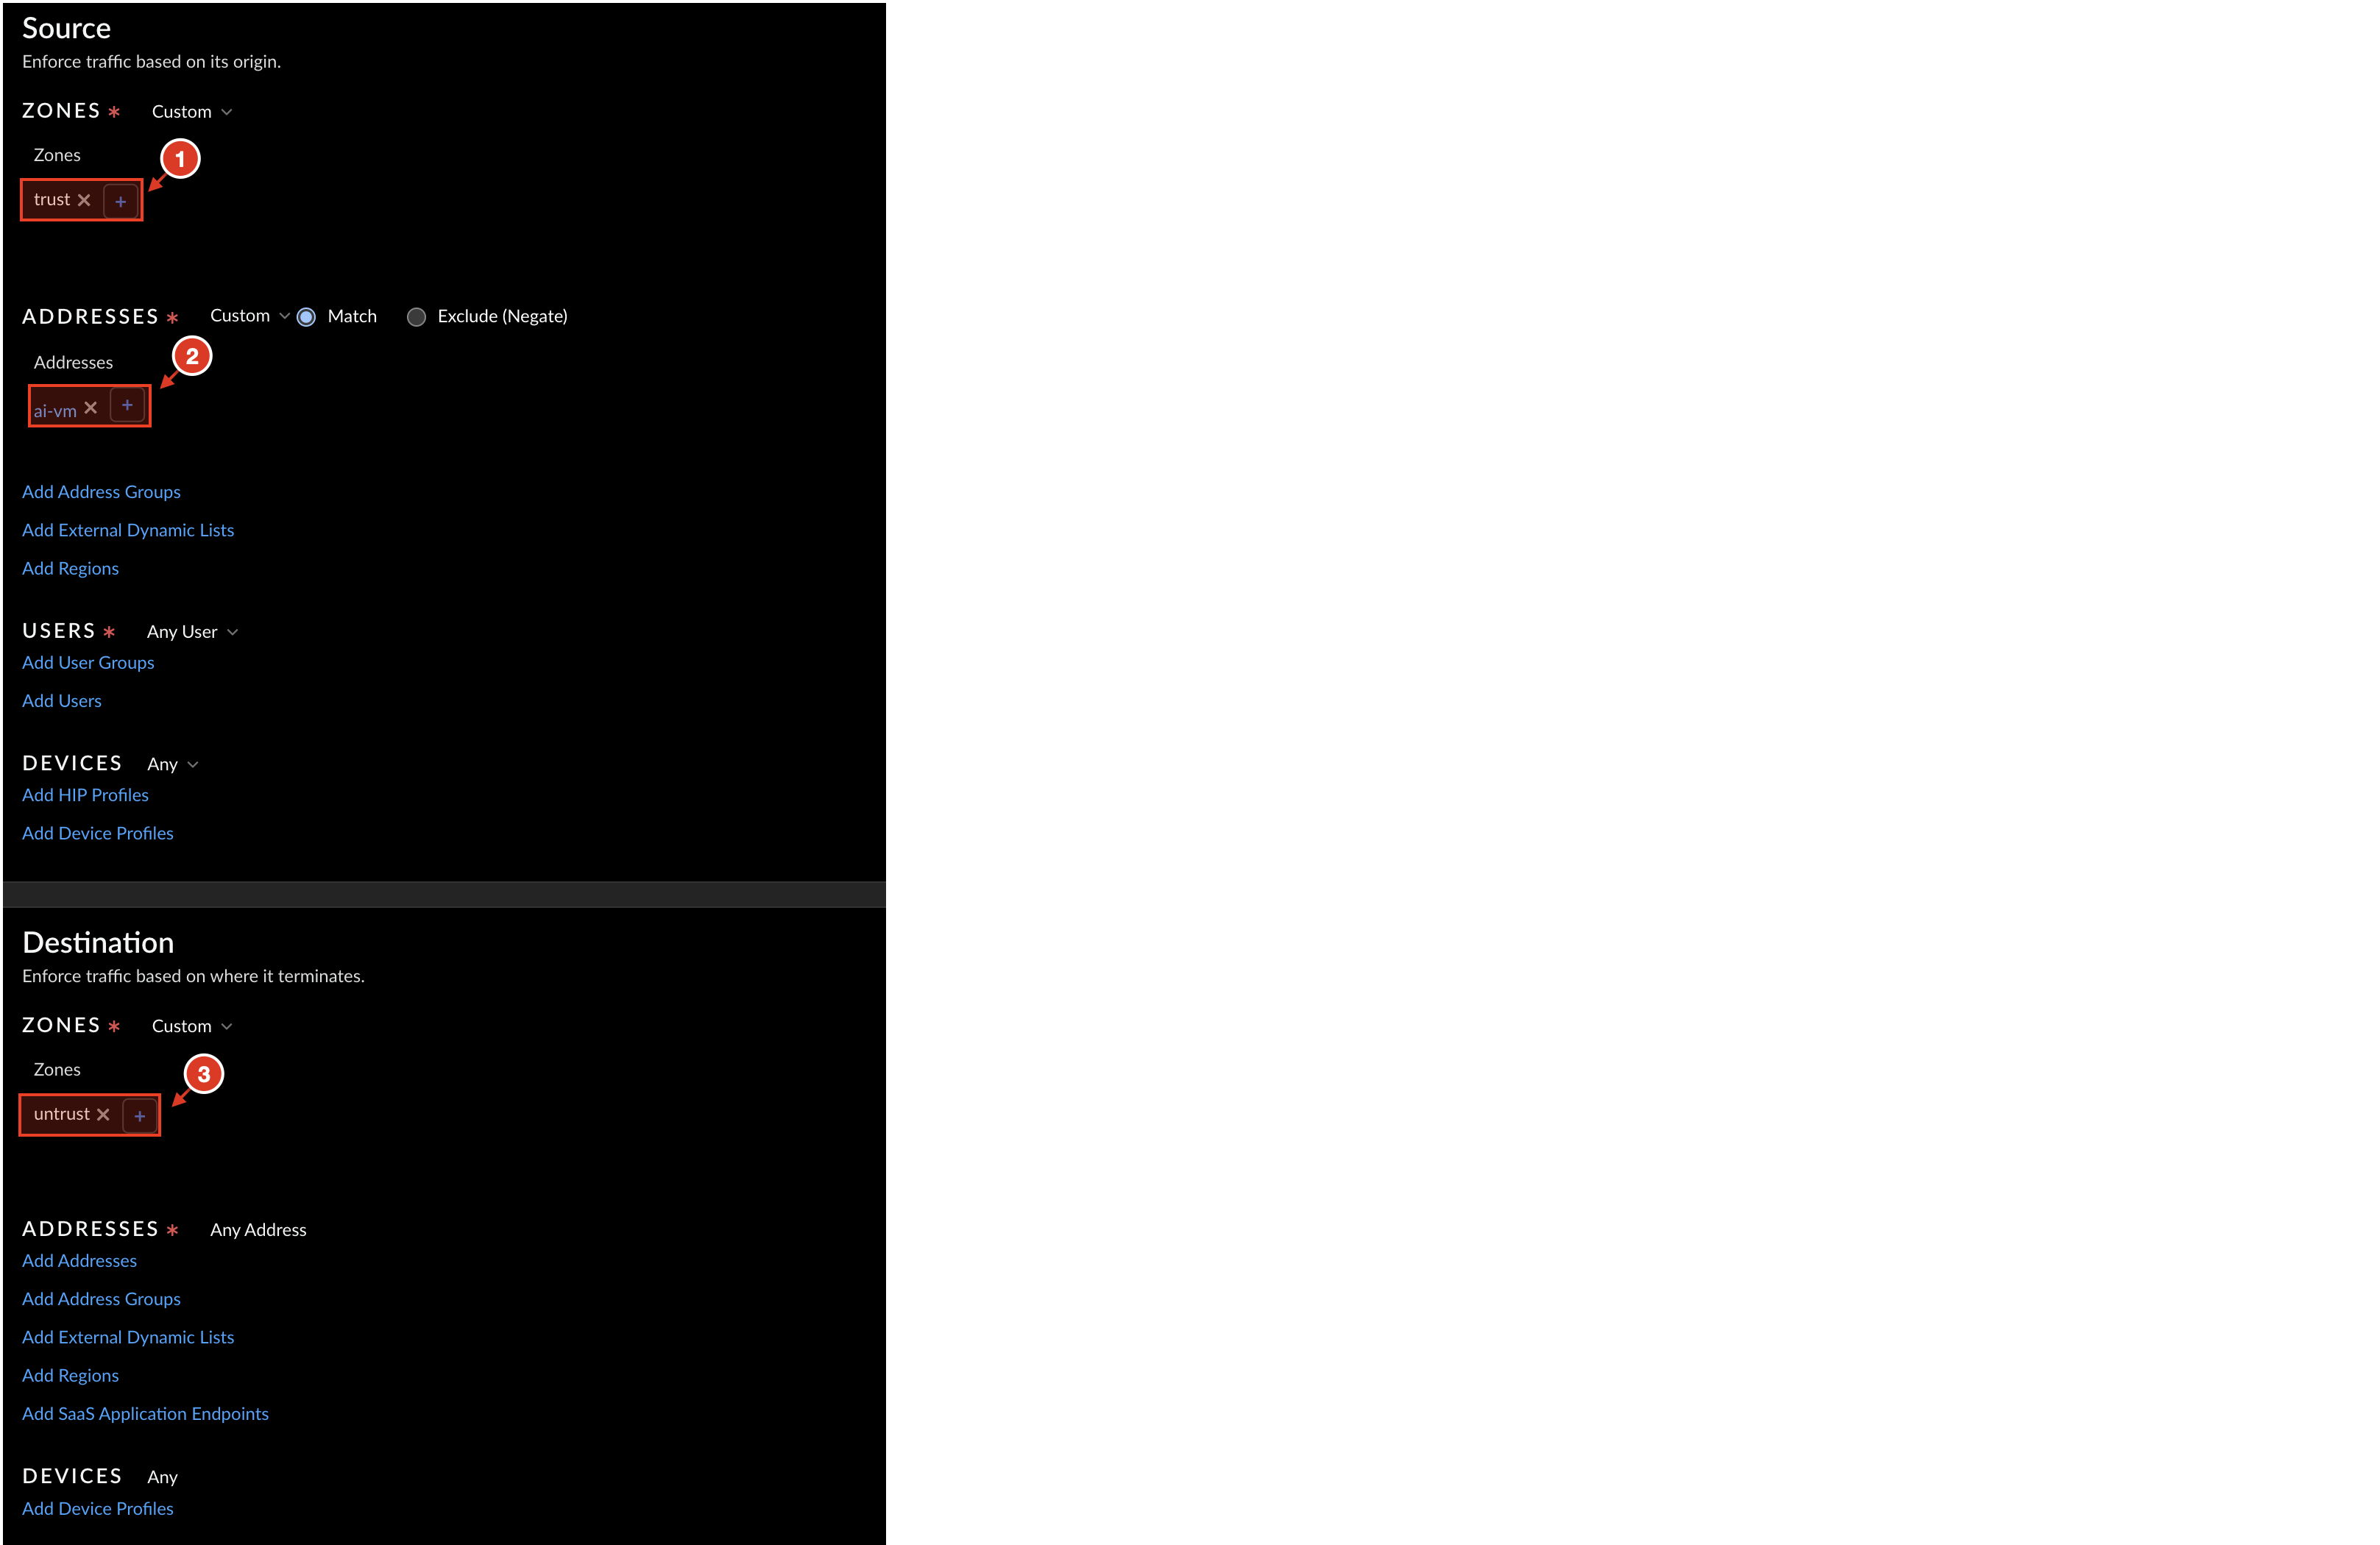 Source
Enforce traffic based on its origin.
ZONES * Custom
Zones
1
trust × +
ADDRESSES * Custom Match Exclude (Negate)
Addresses
2
ai-vm × +
Add Address Groups
Add External Dynamic Lists
Add Regions
USERS * Any User
Add User Groups
Add Users
DEVICES Any
Add HIP Profiles
Add Device Profiles
Destination
Enforce traffic based on where it terminates.
ZONES * Custom
Zones
3
untrust × +
ADDRESSES * Any Address
Add Addresses
Add Address Groups
Add External Dynamic Lists
Add Regions
Add SaaS Application Endpoints
DEVICES Any
Add Device Profiles